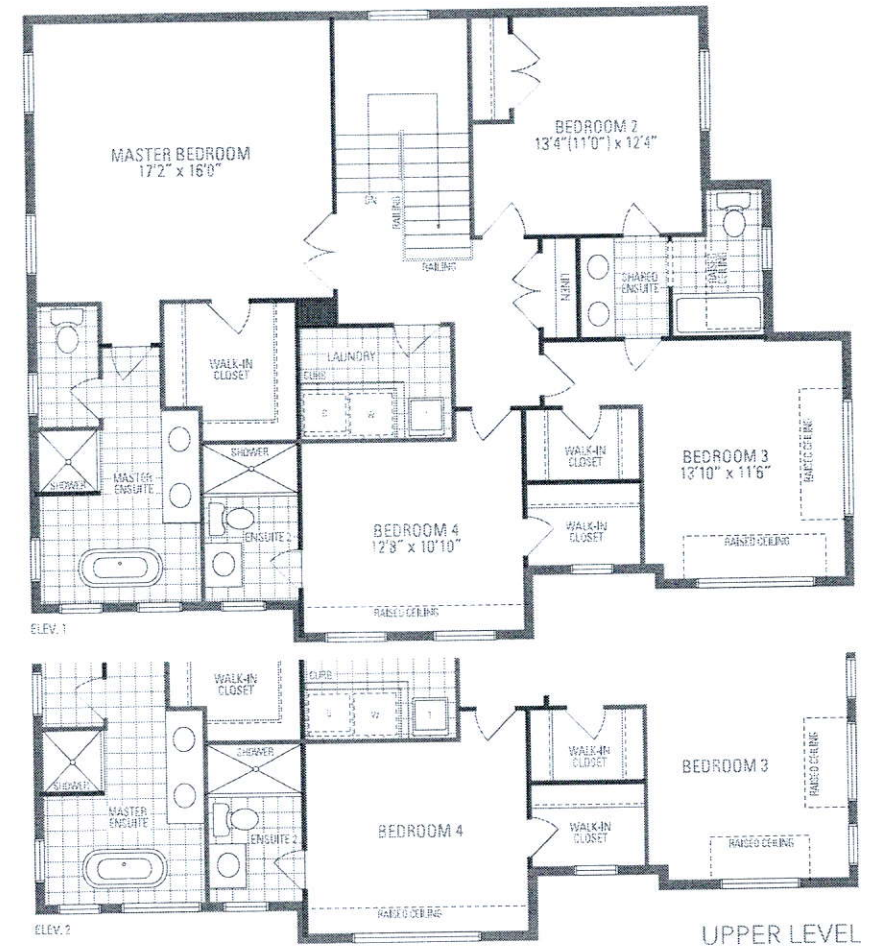 MASTER BEDROOM
17'2" x 16'0"
BEDROOM 2
13'4"(11'0") x 12'4"
RAILING
RAILING
LINEN
SHARED
ENSUITE
RAISED
CEILING
WALK-IN
CLOSET
LAUNDRY
CURB
D
W
T
SHOWER
MASTER
ENSUITE
SHOWER
ENSUITE 2
BEDROOM 4
12'8" x 10'10"
RAISED CEILING
WALK-IN
CLOSET
WALK-IN
CLOSET
BEDROOM 3
13'10" x 11'6"
RAISED CEILING
RAISED CEILING
ELEV. 1
WALK-IN
CLOSET
CURB
D
W
T
SHOWER
MASTER
ENSUITE
SHOWER
ENSUITE 2
BEDROOM 4
RAISED CEILING
WALK-IN
CLOSET
WALK-IN
CLOSET
BEDROOM 3
RAISED CEILING
RAISED CEILING
ELEV. 2
UPPER LEVEL